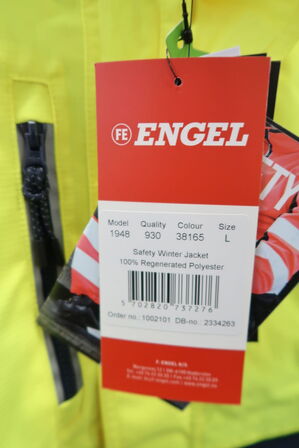 FE ENGEL
Model Quality Colour Size
1948 930 38165 L
Safety Winter Jacket
100% Regenerated Polyester
5 702820 737276
Order no.: 1002101 DB-no.: 2334263
F. ENGEL K/S